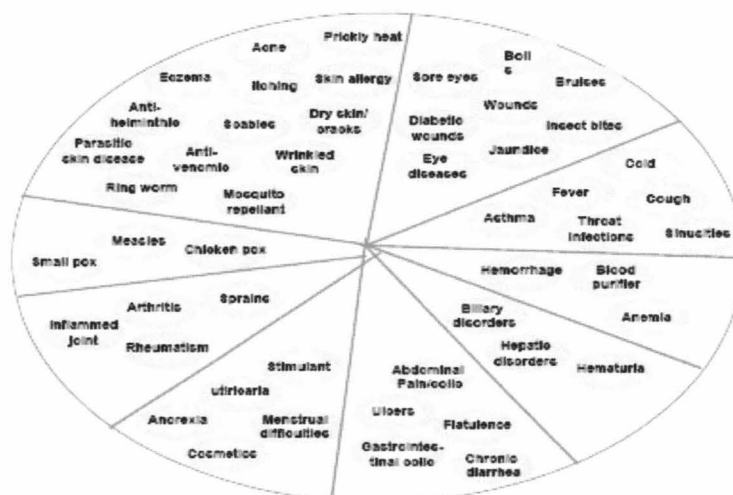 Acne
Prickly heat
Eczema
Itching
Skin allergy
Anti-
helminthic
Scabies
Dry skin/
cracks
Parasitic
skin disease
Anti-
venomic
Wrinkled
skin
Ring worm
Mosquito
repellant
Boil
s
Sore eyes
Bruises
Wounds
Diabetic
wounds
Insect bites
Eye
diseases
Jaundice
Cold
Fever
Cough
Asthma
Throat
infections
Sinusities
Measles
Chicken pox
Small pox
Hemorrhage
Blood
purifier
Anemia
Arthritis
Sprains
Inflammed
joint
Rheumatism
Biliary
disorders
Hepatic
disorders
Hematuria
Stimulant
utiricaria
Anorexia
Menstrual
difficulties
Cosmetics
Abdominal
Pain/colic
Ulcers
Flatulence
Gastrointes-
tinal colic
Chronic
diarrhea